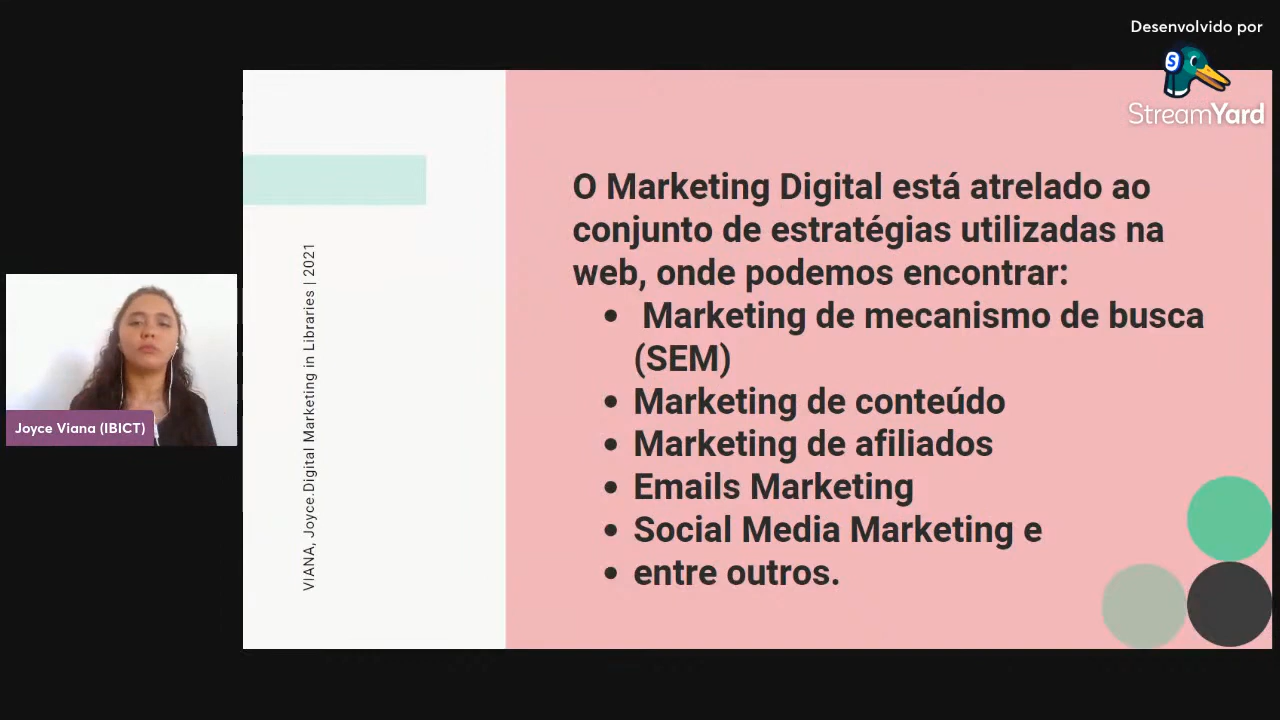 Desenvolvido por
StreamYard
O Marketing Digital está atrelado ao
conjunto de estratégias utilizadas na
web, onde podemos encontrar:
• Marketing de mecanismo de busca
(SEM)
• Marketing de conteúdo
• Marketing de afiliados
• Emails Marketing
• Social Media Marketing e
• entre outros.
VIANA, Joyce.Digital Marketing in Libraries | 2021
Joyce Viana (IBICT)